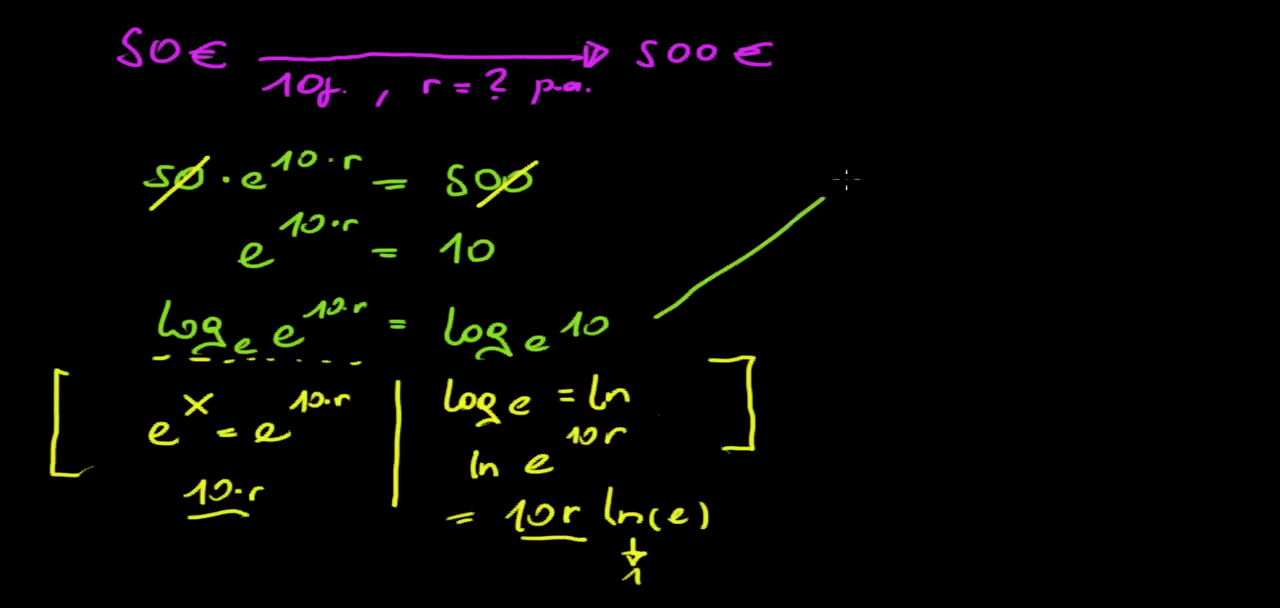 50€ → 500€
10j. , r = ? p.a.
50 · e^10·r = 500
e^10·r = 10
log_e e^10·r = log_e 10
[ e^x = e^10·r | log_e = ln ]
ln e^10r
10·r
= 10r ln(e)
↓
1